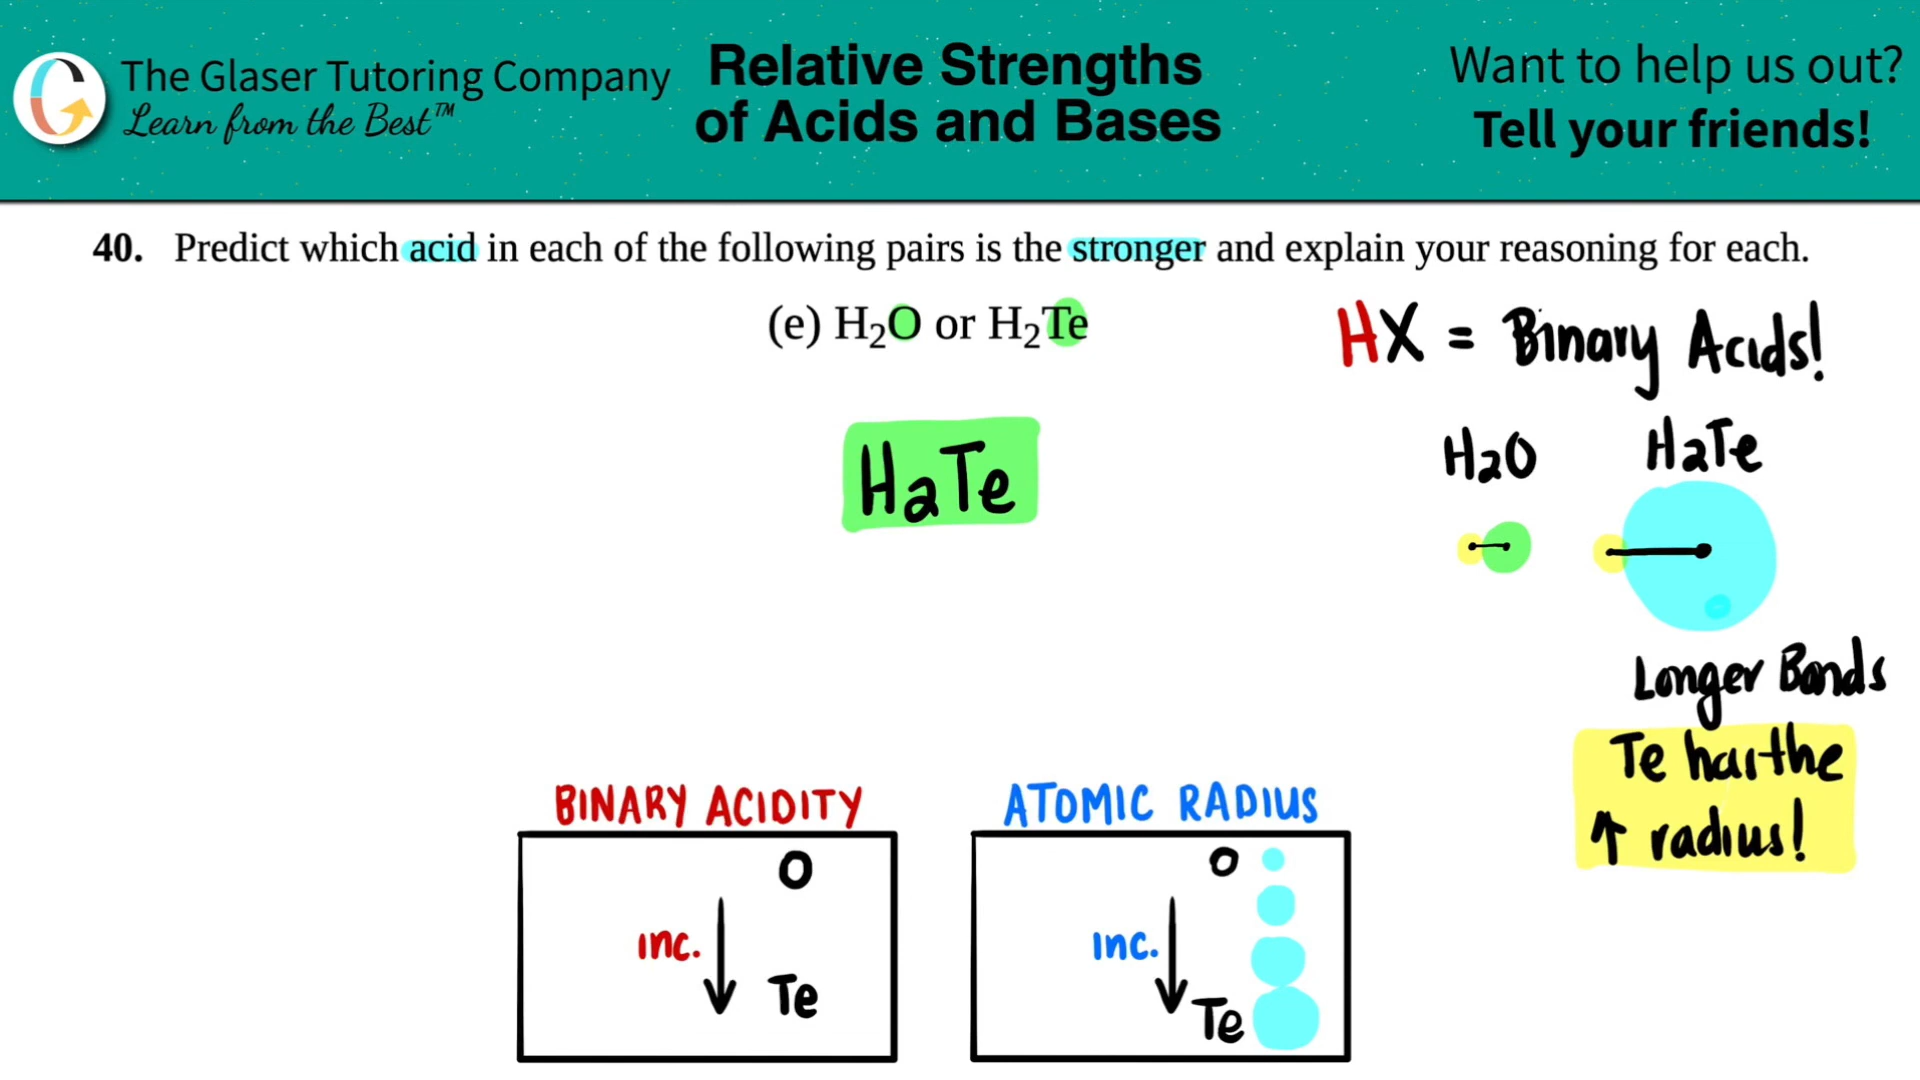 The Glaser Tutoring Company
Learn from the Best™
Relative Strengths
of Acids and Bases
Want to help us out?
Tell your friends!
40. Predict which acid in each of the following pairs is the stronger and explain your reasoning for each.
(e) H₂O or H₂Te
HX = Binary Acids!
H₂Te
H₂O
H₂Te
Longer Bonds
Te has the
↑ radius!
BINARY ACIDITY
O
inc.
Te
ATOMIC RADIUS
O
inc.
Te